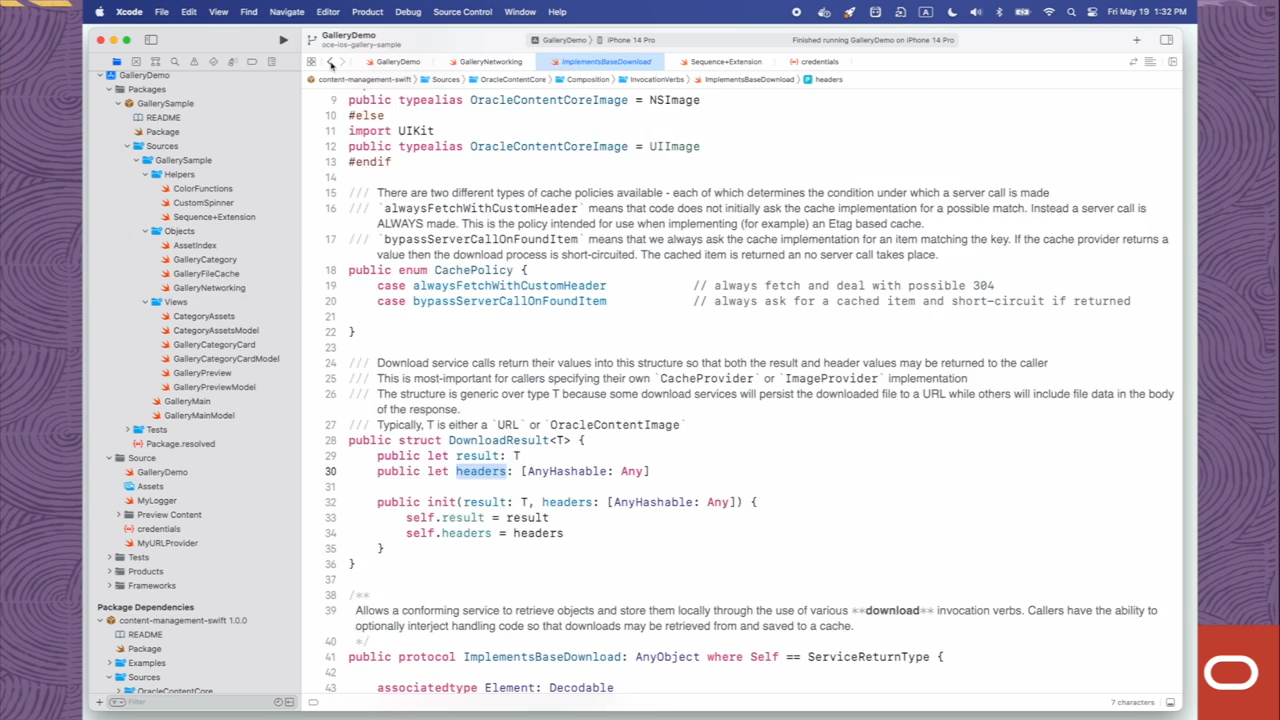 Xcode File Edit View Find Navigate Editor Product Debug Source Control Window Help
A
Fri May 19 1:32 PM
GalleryDemo
oce-ios-gallery-sample
GalleryDemo
iPhone 14 Pro
Finished running GalleryDemo on iPhone 14 Pro
GalleryDemo
GalleryNetworking
ImplementsBaseDownload
Sequence+Extension
credentials
content-management-swift
Sources
OracleContentCore
Composition
InvocationVerbs
ImplementsBaseDownload
P headers
GalleryDemo
Packages
GallerySample
README
Package
Sources
GallerySample
Helpers
ColorFunctions
CustomSpinner
Sequence+Extension
Objects
AssetIndex
GalleryCategory
GalleryFileCache
GalleryNetworking
Views
CategoryAssets
CategoryAssetsModel
GalleryCategoryCard
GalleryCategoryCardModel
GalleryPreview
GalleryPreviewModel
GalleryMain
GalleryMainModel
Tests
Package.resolved
Source
GalleryDemo
Assets
MyLogger
Preview Content
credentials
MyURLProvider
Tests
Products
Frameworks
Package Dependencies
content-management-swift 1.0.0
README
Package
Examples
Sources
OracleContentCore
Filter
9 public typealias OracleContentCoreImage = NSImage
10 #else
11 import UIKit
12 public typealias OracleContentCoreImage = UIImage
13 #endif
14
15 /// There are two different types of cache policies available - each of which determines the condition under which a server call is made
16 /// `alwaysFetchWithCustomHeader` means that code does not initially ask the cache implementation for a possible match. Instead a server call is
ALWAYS made. This is the policy intended for use when implementing (for example) an Etag based cache.
17 /// `bypassServerCallOnFoundItem` means that we always ask the cache implementation for an item matching the key. If the cache provider returns a
value then the download process is short-circuited. The cached item is returned an no server call takes place.
18 public enum CachePolicy {
19 case alwaysFetchWithCustomHeader // always fetch and deal with possible 304
20 case bypassServerCallOnFoundItem // always ask for a cached item and short-circuit if returned
21
22 }
23
24 /// Download service calls return their values into this structure so that both the result and header values may be returned to the caller
25 /// This is most-important for callers specifying their own `CacheProvider` or `ImageProvider` implementation
26 /// The structure is generic over type T because some download services will persist the downloaded file to a URL while others will include file data in the body
of the response.
27 /// Typically, T is either a `URL` or `OracleContentImage`
28 public struct DownloadResult<T> {
29 public let result: T
30 public let headers: [AnyHashable: Any]
31
32 public init(result: T, headers: [AnyHashable: Any]) {
33 self.result = result
34 self.headers = headers
35 }
36 }
37
38 /**
39 Allows a conforming service to retrieve objects and store them locally through the use of various **download** invocation verbs. Callers have the ability to
optionally interject handling code so that downloads may be retrieved from and saved to a cache.
40 */
41 public protocol ImplementsBaseDownload: AnyObject where Self == ServiceReturnType {
42
43 associatedtype Element: Decodable
7 characters